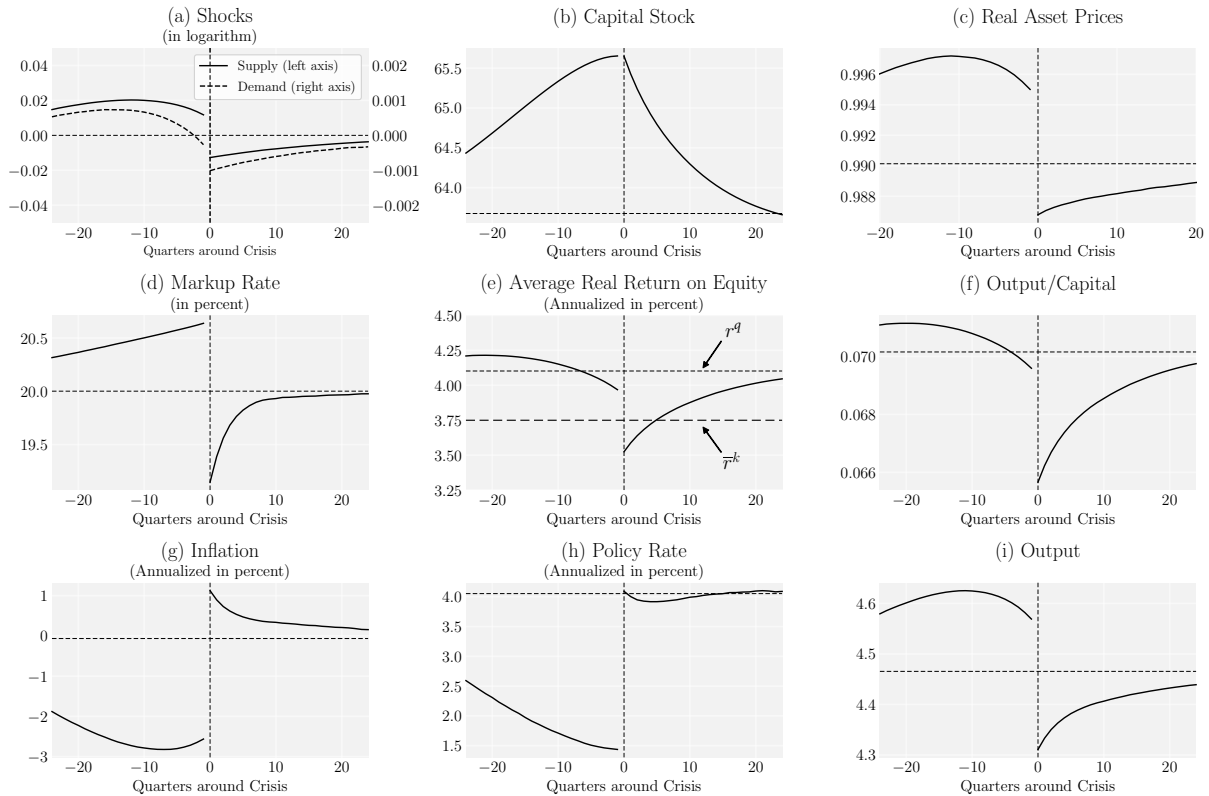 (a) Shocks
(in logarithm)
0.04
0.02
0.00
−0.02
−0.04
0.002
0.001
0.000
−0.001
−0.002
Supply (left axis)
Demand (right axis)
−20 −10 0 10 20
Quarters around Crisis
(b) Capital Stock
65.5
65.0
64.5
64.0
−20 −10 0 10 20
Quarters around Crisis
(c) Real Asset Prices
0.996
0.994
0.992
0.990
0.988
−20 −10 0 10 20
Quarters around Crisis
(d) Markup Rate
(in percent)
20.5
20.0
19.5
−20 −10 0 10 20
Quarters around Crisis
(e) Average Real Return on Equity
(Annualized in percent)
4.50
4.25
4.00
3.75
3.50
3.25
r^q
r̅^k
−20 −10 0 10 20
Quarters around Crisis
(f) Output/Capital
0.070
0.068
0.066
−20 −10 0 10 20
Quarters around Crisis
(g) Inflation
(Annualized in percent)
1
0
−1
−2
−3
−20 −10 0 10 20
Quarters around Crisis
(h) Policy Rate
(Annualized in percent)
4.0
3.5
3.0
2.5
2.0
1.5
−20 −10 0 10 20
Quarters around Crisis
(i) Output
4.6
4.5
4.4
4.3
−20 −10 0 10 20
Quarters around Crisis